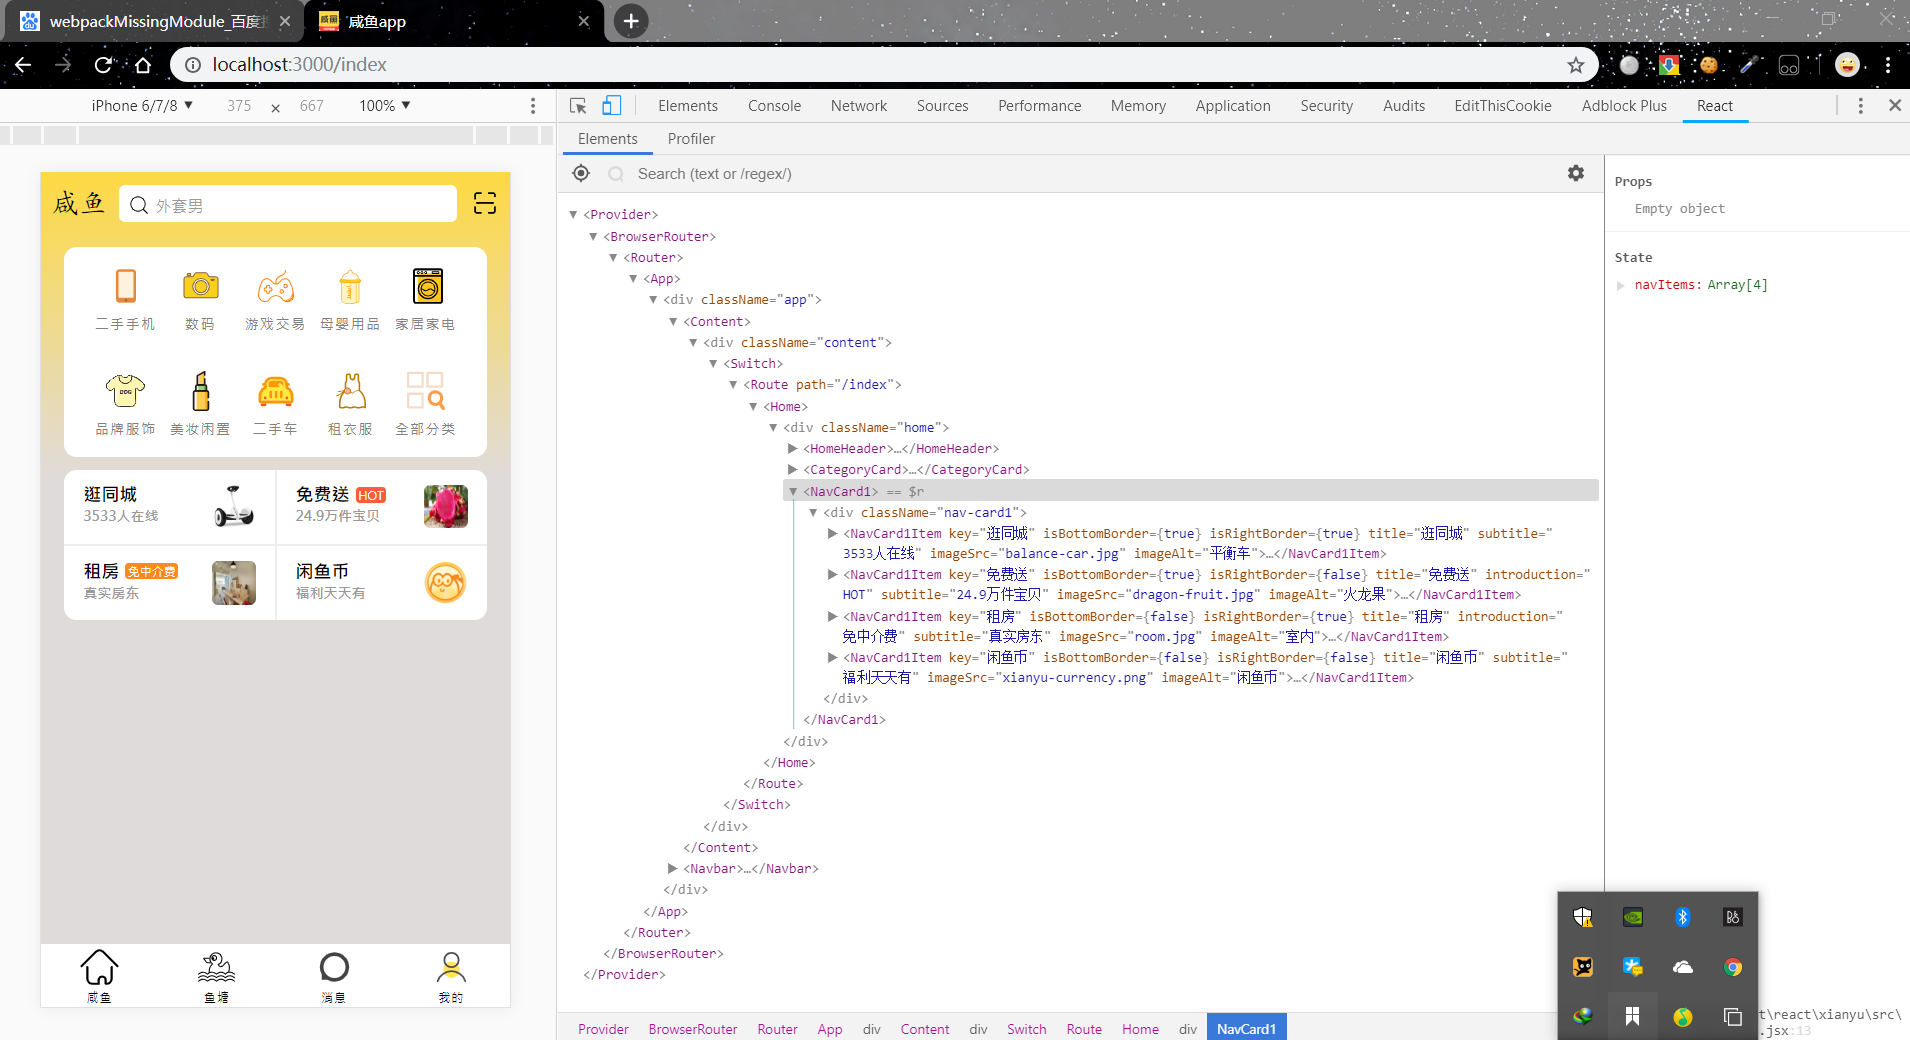 webpackMissingModule_百度
咸鱼app
localhost:3000/index
iPhone 6/7/8 ▼ 375 × 667 100% ▼
Elements Console Network Sources Performance Memory Application Security Audits EditThisCookie Adblock Plus React
Elements Profiler
Search (text or /regex/)
咸鱼 外套男
二手手机 数码 游戏交易 母婴用品 家居家电
品牌服饰 美妆闲置 二手车 租衣服 全部分类
逛同城
3533人在线
免费送 HOT
24.9万件宝贝
租房 免中介费
真实房东
闲鱼币
福利天天有
咸鱼 鱼塘 消息 我的
▼ <Provider>
▼ <BrowserRouter>
▼ <Router>
▼ <App>
▼ <div className="app">
▼ <Content>
▼ <div className="content">
▼ <Switch>
▼ <Route path="/index">
▼ <Home>
▼ <div className="home">
▶ <HomeHeader>…</HomeHeader>
▶ <CategoryCard>…</CategoryCard>
▼ <NavCard1> == $r
▼ <div className="nav-card1">
▶ <NavCard1Item key="逛同城" isBottomBorder={true} isRightBorder={true} title="逛同城" subtitle="
3533人在线" imageSrc="balance-car.jpg" imageAlt="平衡车">…</NavCard1Item>
▶ <NavCard1Item key="免费送" isBottomBorder={true} isRightBorder={false} title="免费送" introduction="
HOT" subtitle="24.9万件宝贝" imageSrc="dragon-fruit.jpg" imageAlt="火龙果">…</NavCard1Item>
▶ <NavCard1Item key="租房" isBottomBorder={false} isRightBorder={true} title="租房" introduction="
免中介费" subtitle="真实房东" imageSrc="room.jpg" imageAlt="室内">…</NavCard1Item>
▶ <NavCard1Item key="闲鱼币" isBottomBorder={false} isRightBorder={false} title="闲鱼币" subtitle="
福利天天有" imageSrc="xianyu-currency.png" imageAlt="闲鱼币">…</NavCard1Item>
</div>
</NavCard1>
</div>
</Home>
</Route>
</Switch>
</div>
</Content>
▶ <Navbar>…</Navbar>
</div>
</App>
</Router>
</BrowserRouter>
</Provider>
Provider BrowserRouter Router App div Content div Switch Route Home div NavCard1
Props
Empty object
State
▶ navItems: Array[4]
t\react\xianyu\src\
.jsx:13